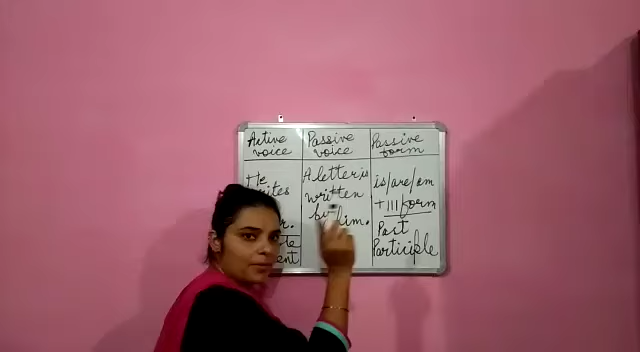 Active
voice
He
Passive
voice
A letter is
written
by him.
Passive
form
is/are/am
+ III form
Past
Participle